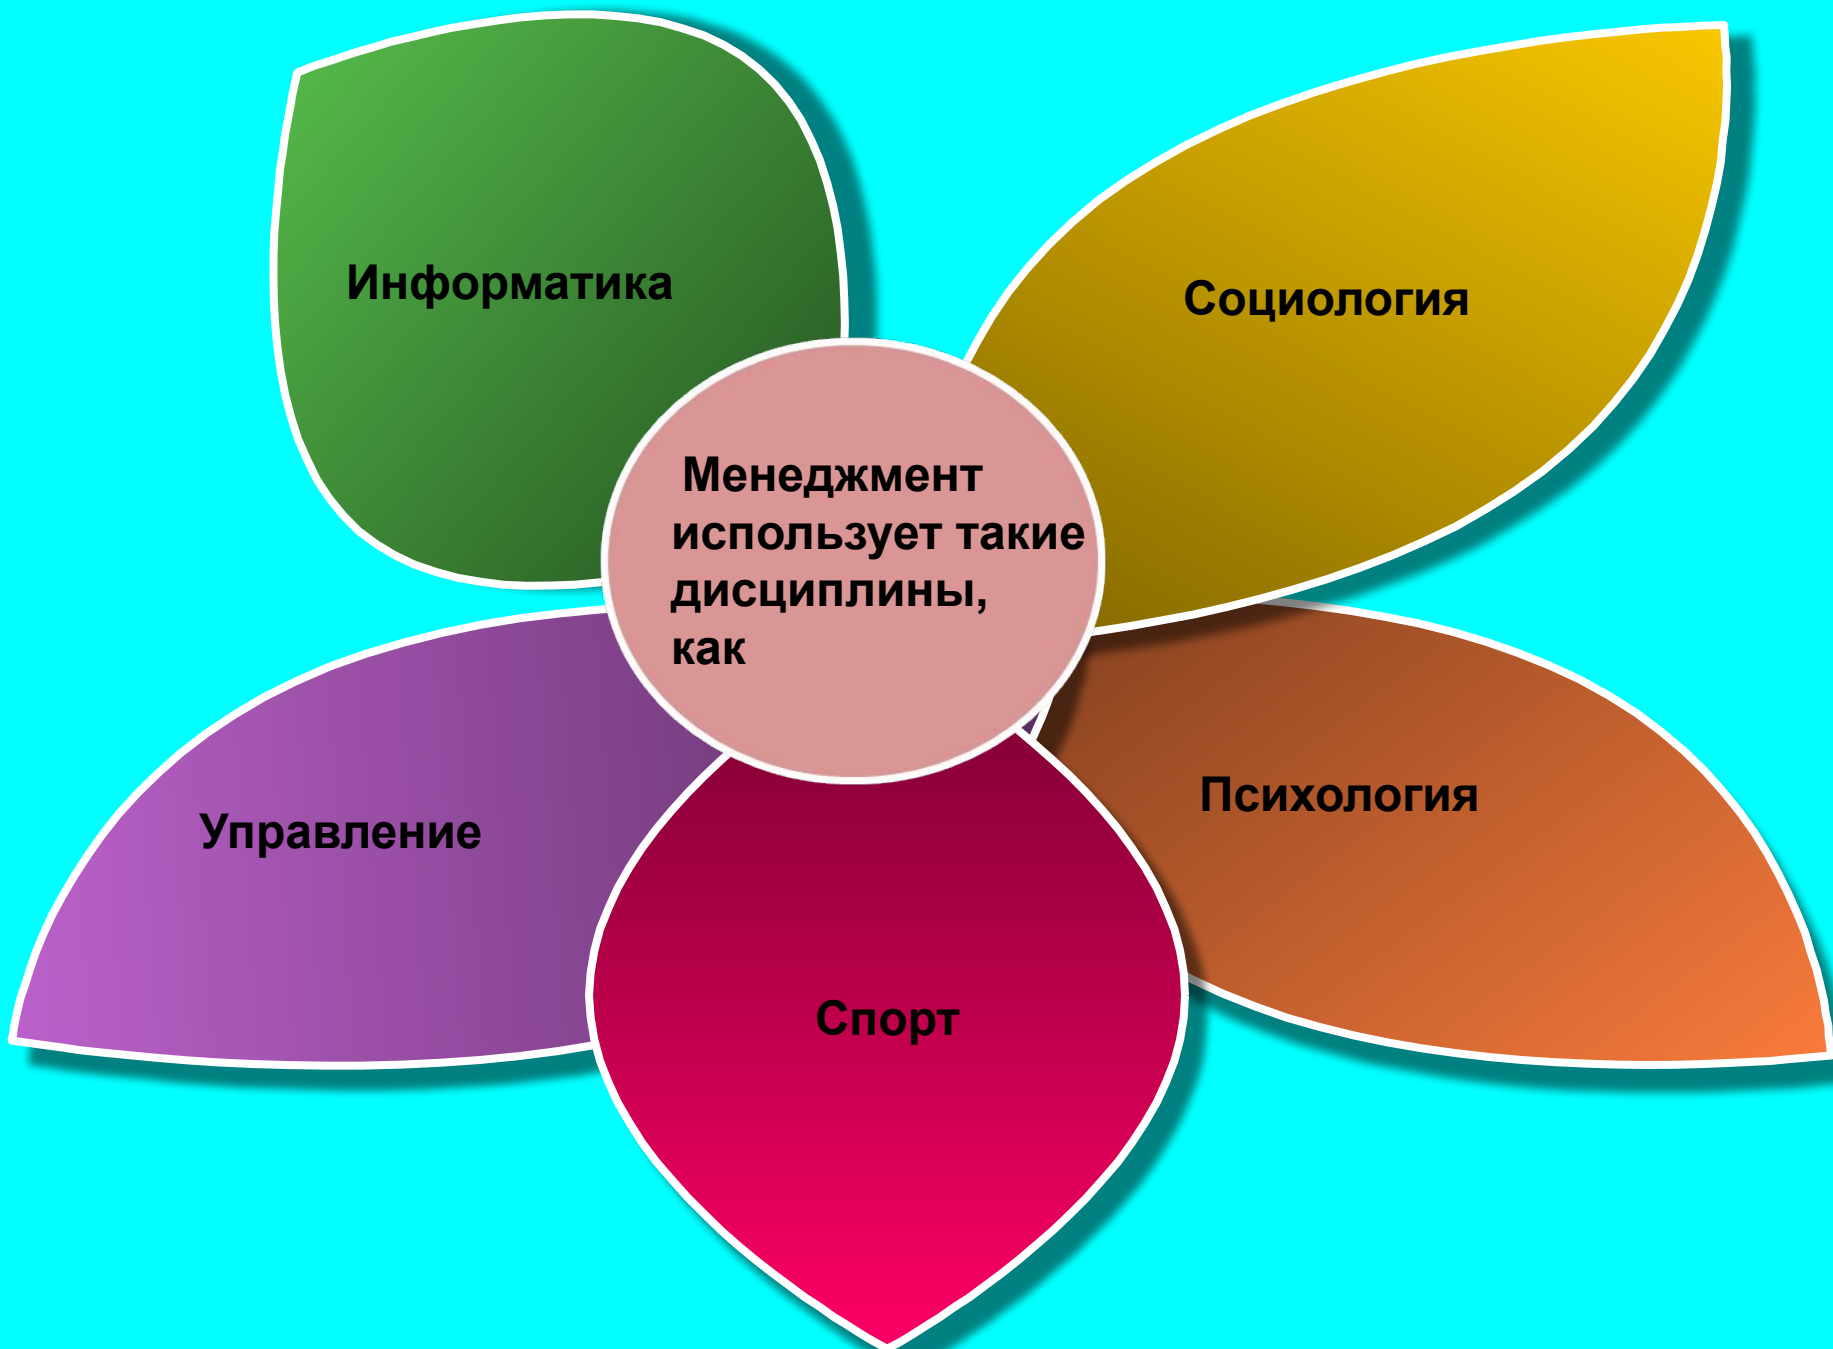 Информатика
Социология
Менеджмент
использует такие
дисциплины,
как
Психология
Управление
Спорт